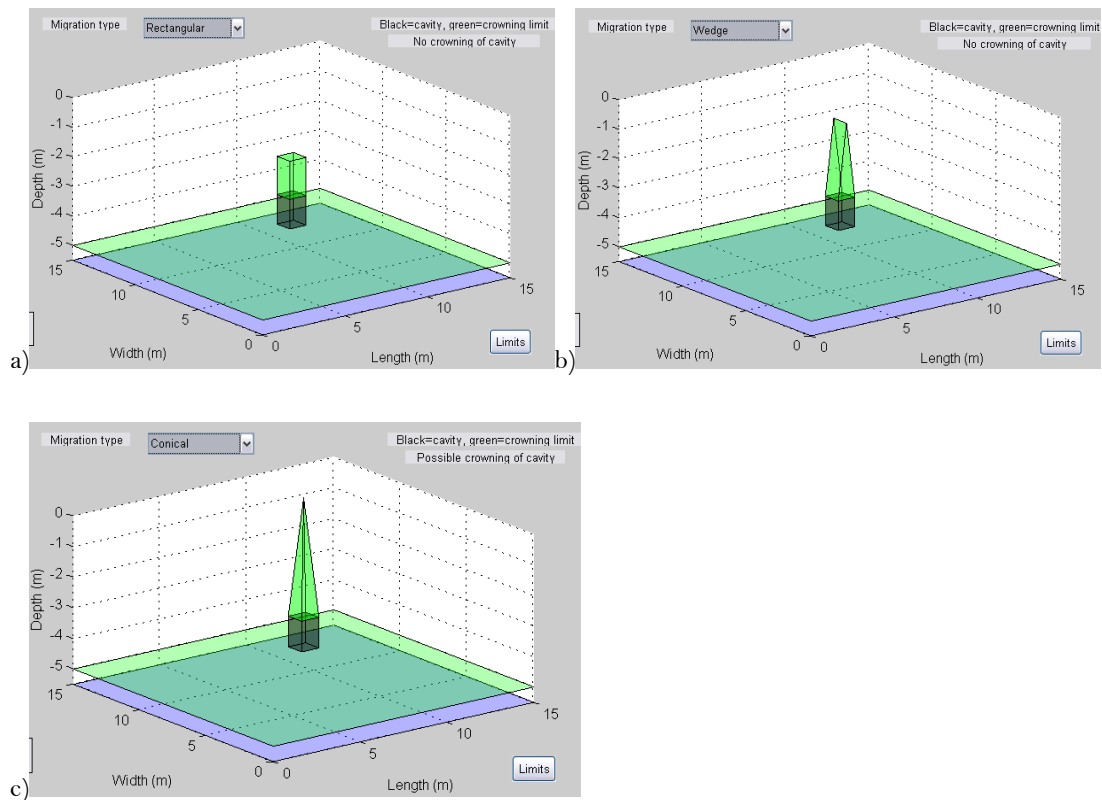 Migration type Rectangular Black=cavity, green=crowning limit
No crowning of cavity
0
-1
-2
-3
-4
-5
Depth (m)
15
10
5
0
Width (m)
0
5
10
15
Length (m)
Limits
a)
Migration type Wedge Black=cavity, green=crowning limit
No crowning of cavity
0
-1
-2
-3
-4
-5
Depth (m)
15
10
5
0
Width (m)
0
5
10
15
Length (m)
Limits
b)
Migration type Conical Black=cavity, green=crowning limit
Possible crowning of cavity
0
-1
-2
-3
-4
-5
Depth (m)
15
10
5
0
Width (m)
0
5
10
15
Length (m)
Limits
c)